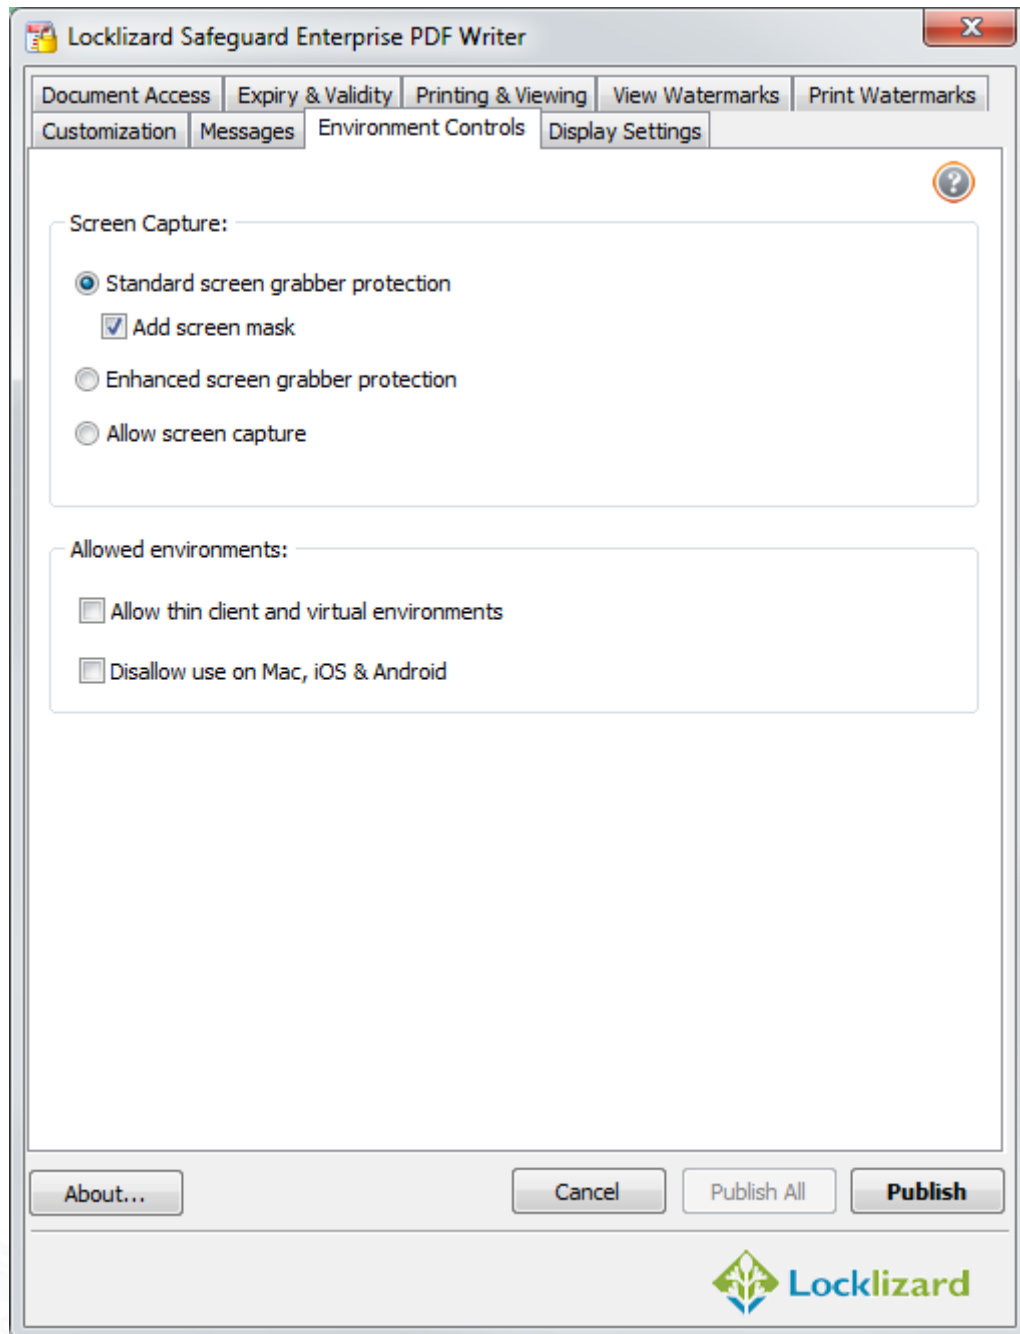 Locklizard Safeguard Enterprise PDF Writer
X
Document Access Expiry & Validity Printing & Viewing View Watermarks Print Watermarks
Customization Messages Environment Controls Display Settings
?
Screen Capture:
Standard screen grabber protection
Add screen mask
Enhanced screen grabber protection
Allow screen capture
Allowed environments:
Allow thin client and virtual environments
Disallow use on Mac, iOS & Android
About... Cancel Publish All Publish
Locklizard